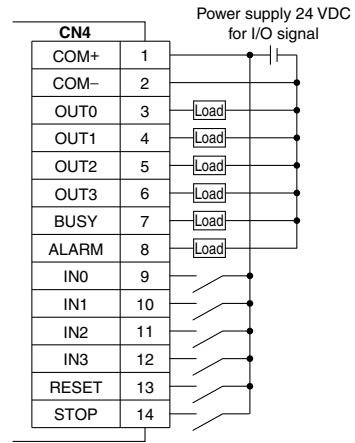 Power supply 24 VDC
for I/O signal
CN4
COM+ 1
COM− 2
OUT0 3 Load
OUT1 4 Load
OUT2 5 Load
OUT3 6 Load
BUSY 7 Load
ALARM 8 Load
IN0 9
IN1 10
IN2 11
IN3 12
RESET 13
STOP 14